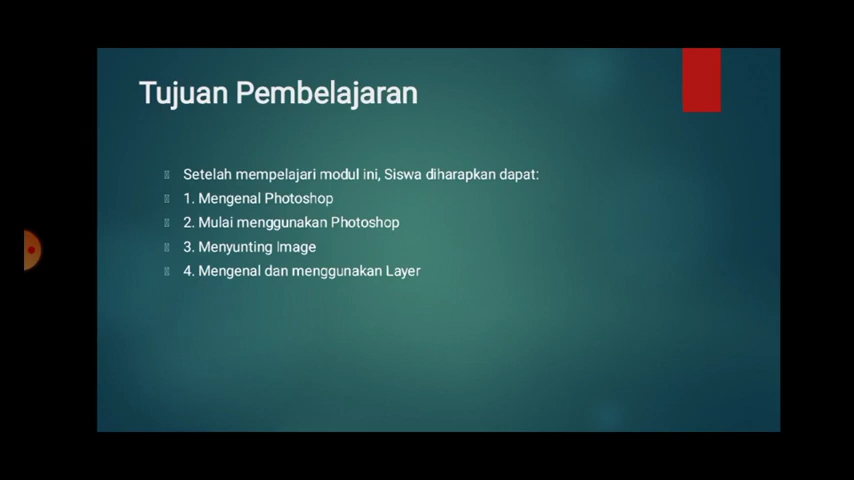 Tujuan Pembelajaran
Setelah mempelajari modul ini, Siswa diharapkan dapat:
1. Mengenal Photoshop
2. Mulai menggunakan Photoshop
3. Menyunting Image
4. Mengenal dan menggunakan Layer